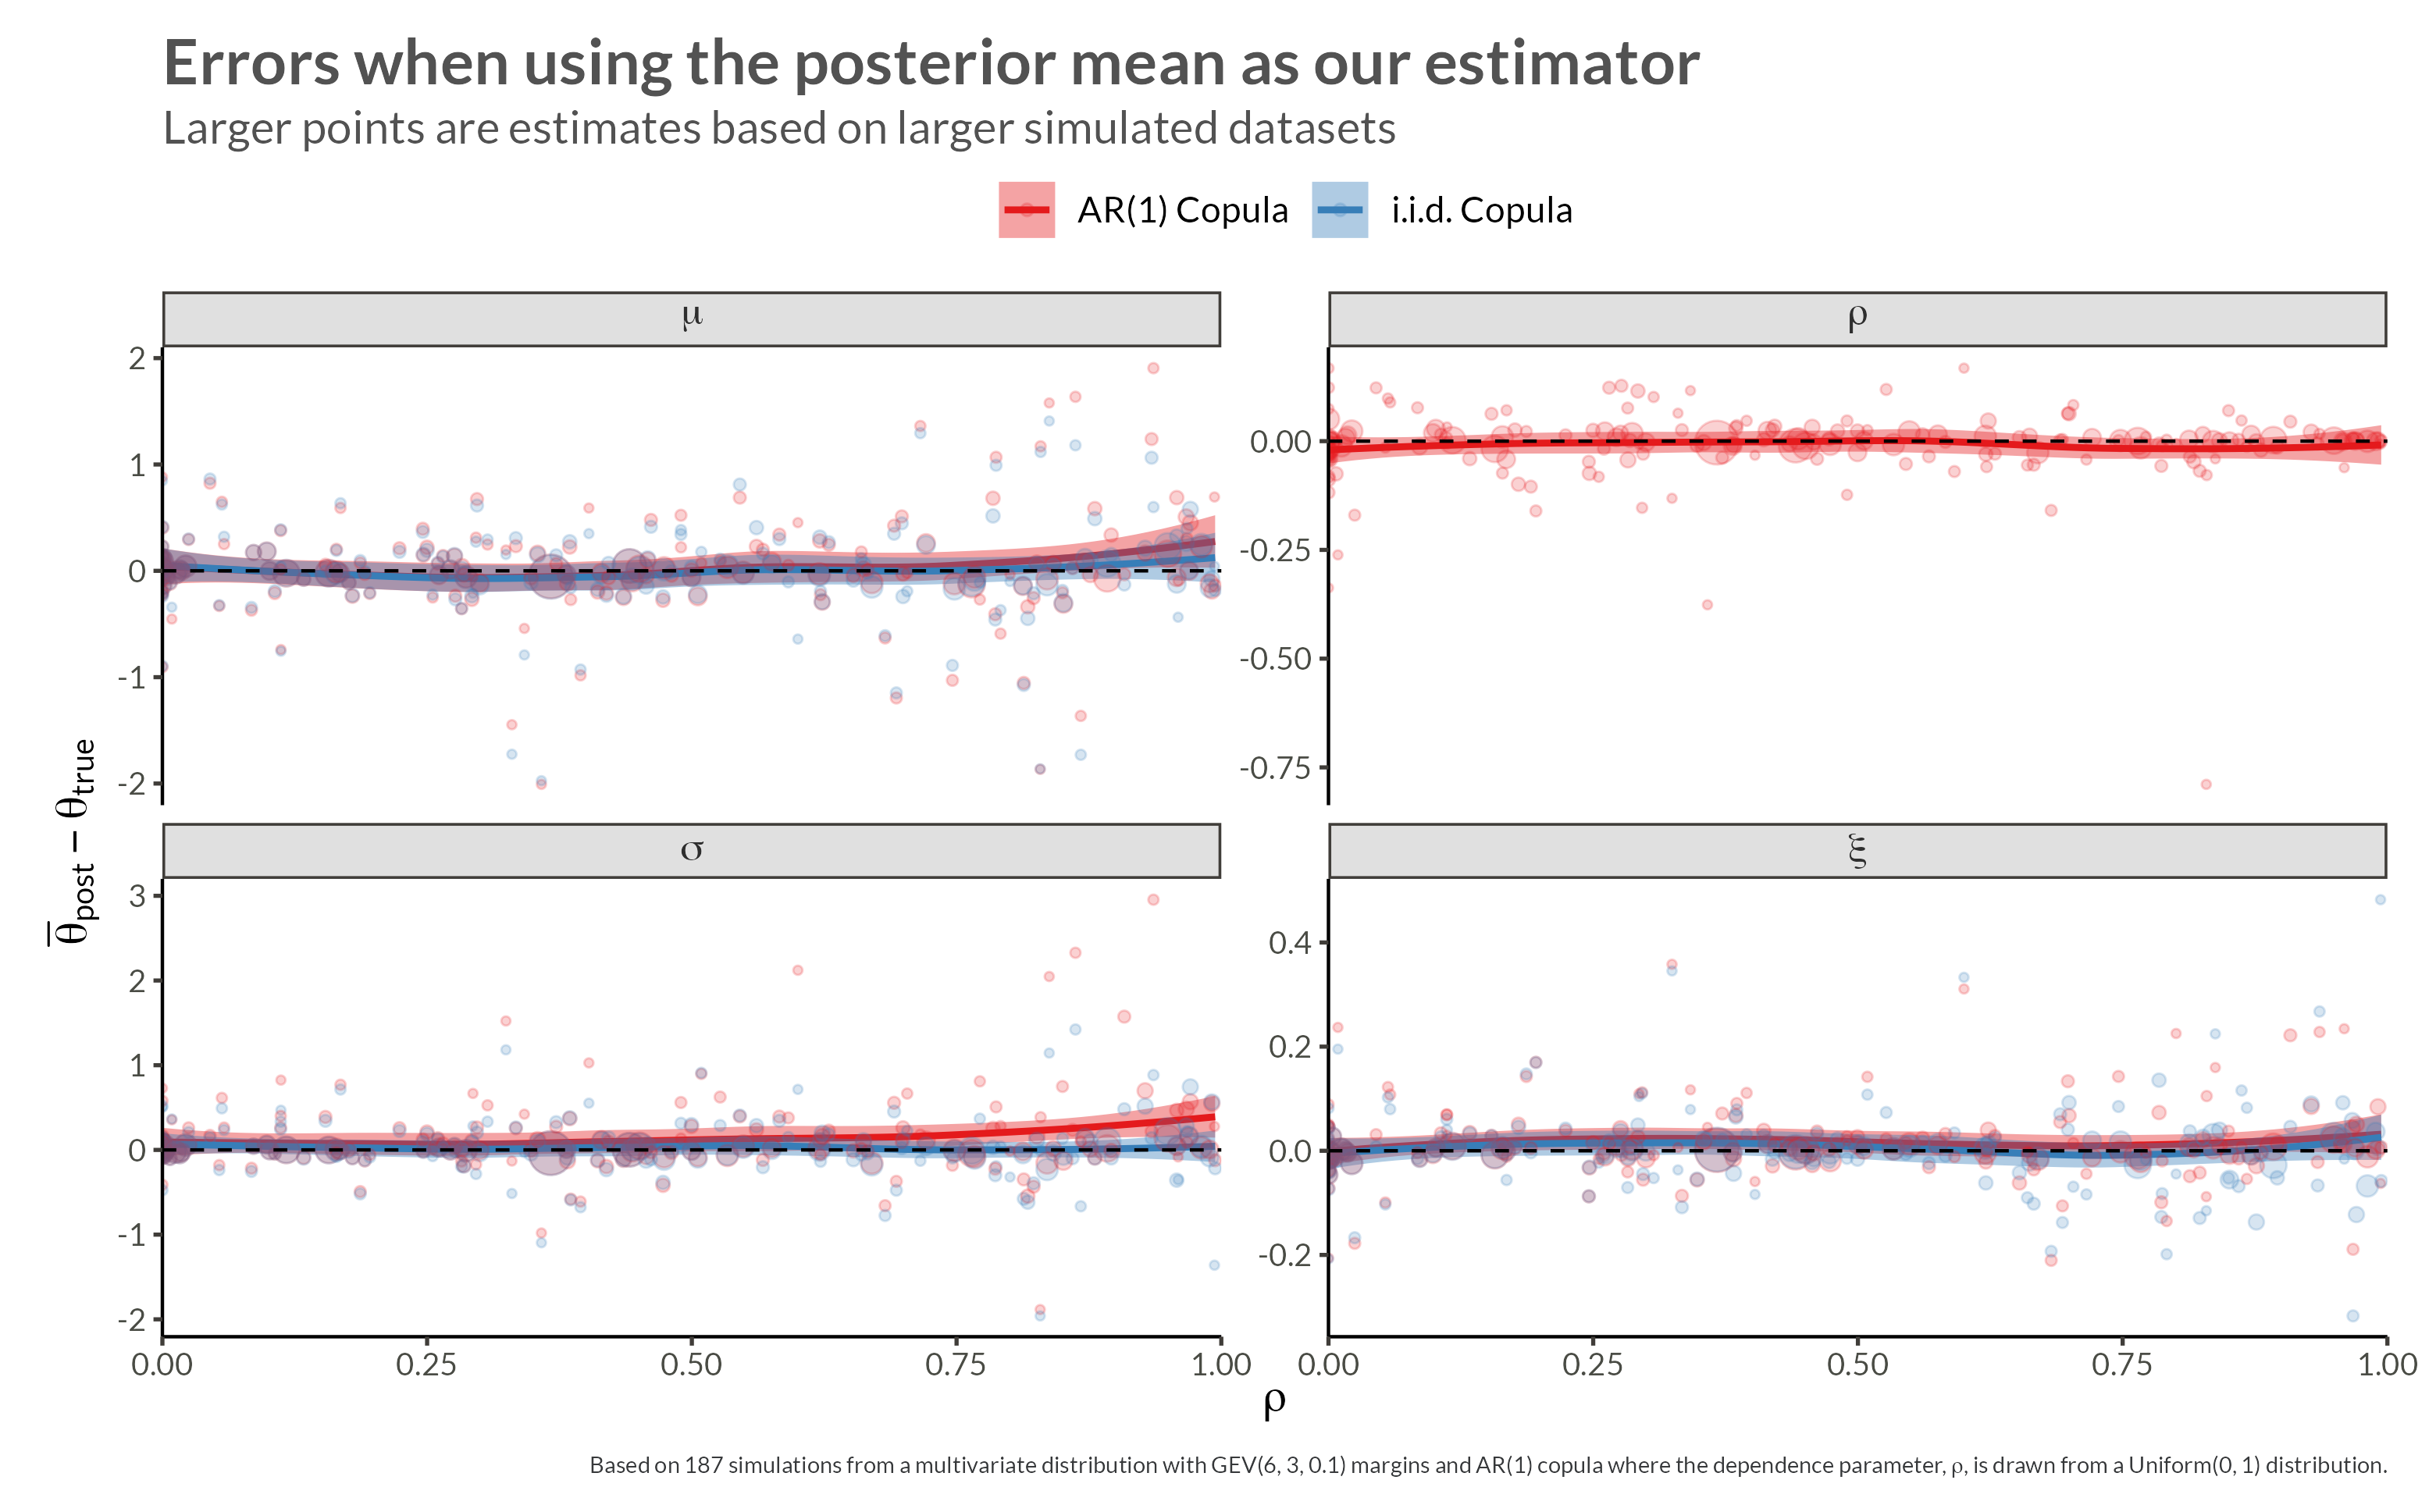 Errors when using the posterior mean as our estimator
Larger points are estimates based on larger simulated datasets
AR(1) Copula i.i.d. Copula
μ
ρ
2
1
0
-1
-2
0.00
-0.25
-0.50
-0.75
σ
ξ
3
2
1
0
-1
-2
0.4
0.2
0.0
-0.2
0.00 0.25 0.50 0.75 1.00
0.00 0.25 0.50 0.75 1.00
θ̅post − θtrue
ρ
Based on 187 simulations from a multivariate distribution with GEV(6, 3, 0.1) margins and AR(1) copula where the dependence parameter, ρ, is drawn from a Uniform(0, 1) distribution.